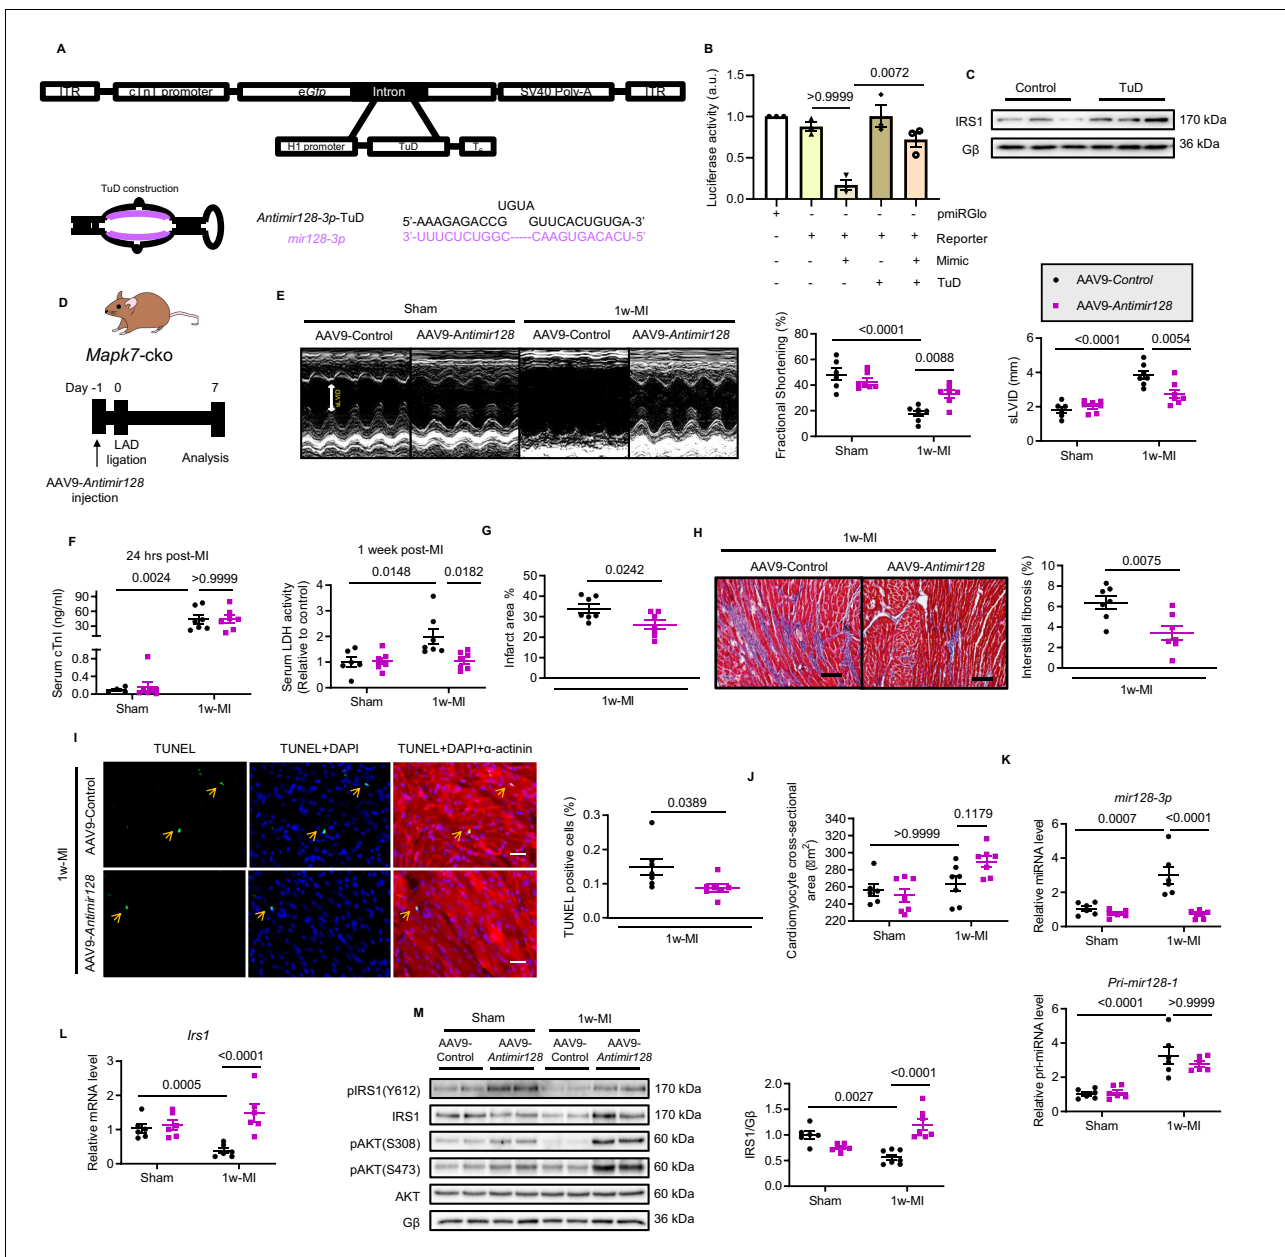 A
ITR
cTnT promoter
eGfp
Intron
SV40 Poly-A
ITR
H1 promoter
TuD
TuD construction
Antimir128-3p-TuD
mir128-3p
UGUA
5'-AAAGAGACCG GUUCACUGUGA-3'
3'-UUUCUCUGGC-----CAAGUGACACU-5'
B
Luciferase activity (a.u.)
1.5
1.0
0.5
0.0
>0.9999
0.0072
+ - - - - pmiRGlo
- + + + + Reporter
- - + - + Mimic
- - - + + TuD
C
Control TuD
IRS1 170 kDa
Gβ 36 kDa
D
Mapk7-cko
Day -1 0 7
LAD
ligation
Analysis
AAV9-Antimir128
injection
E
Sham 1w-MI
AAV9-Control AAV9-Antimir128 AAV9-Control AAV9-Antimir128
sLVID
Fractional Shortening (%)
80
60
40
20
0
<0.0001
0.0088
Sham 1w-MI
AAV9-Control
AAV9-Antimir128
sLVID (mm)
6
4
2
0
<0.0001
0.0054
Sham 1w-MI
F
24 hrs post-MI
0.0024 >0.9999
Serum cTnI (ng/ml)
90
60
30
0.8
0.4
0.0
Sham 1w-MI
1 week post-MI
0.0148 0.0182
Serum LDH activity
(Relative to control)
4
3
2
1
0
Sham 1w-MI
G
Infarct area %
50
40
30
20
10
0
0.0242
1w-MI
H
1w-MI
AAV9-Control AAV9-Antimir128
Interstitial fibrosis (%)
10
8
6
4
2
0
0.0075
1w-MI
I
TUNEL TUNEL+DAPI TUNEL+DAPI+α-actinin
1w-MI
AAV9-Control
AAV9-Antimir128
TUNEL positive cells (%)
0.3
0.2
0.1
0.0
0.0389
1w-MI
J
Cardiomyocyte cross-sectional
area (□m²)
360
340
320
300
280
260
240
220
>0.9999
0.1179
Sham 1w-MI
K
mir128-3p
0.0007 <0.0001
Relative miRNA level
6
4
2
0
Sham 1w-MI
Pri-mir128-1
<0.0001 >0.9999
Relative pri-miRNA level
6
4
2
0
Sham 1w-MI
L
Irs1
<0.0001
0.0005
Relative mRNA level
3
2
1
0
Sham 1w-MI
M
Sham 1w-MI
AAV9-
Control
AAV9-
Antimir128
AAV9-
Control
AAV9-
Antimir128
pIRS1(Y612) 170 kDa
IRS1 170 kDa
pAKT(S308) 60 kDa
pAKT(S473) 60 kDa
AKT 60 kDa
Gβ 36 kDa
IRS1/Gβ
2.0
1.5
1.0
0.5
0.0
0.0027
<0.0001
Sham 1w-MI